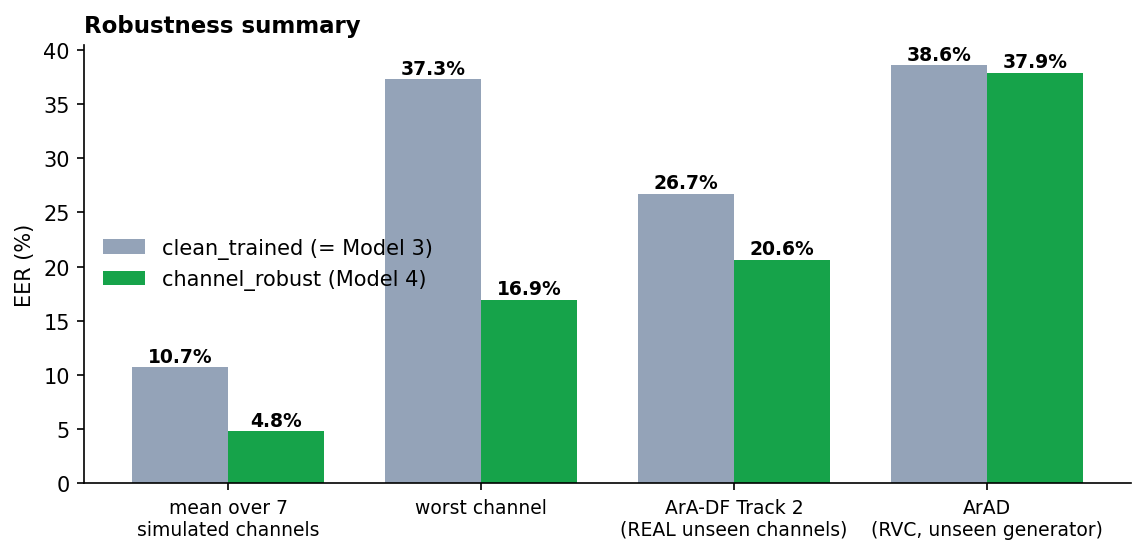 Robustness summary
EER (%)
40
35
30
25
20
15
10
5
0
37.3%
38.6%
37.9%
26.7%
20.6%
16.9%
10.7%
4.8%
clean_trained (= Model 3)
channel_robust (Model 4)
mean over 7
simulated channels
worst channel
ArA-DF Track 2
(REAL unseen channels)
ArAD
(RVC, unseen generator)